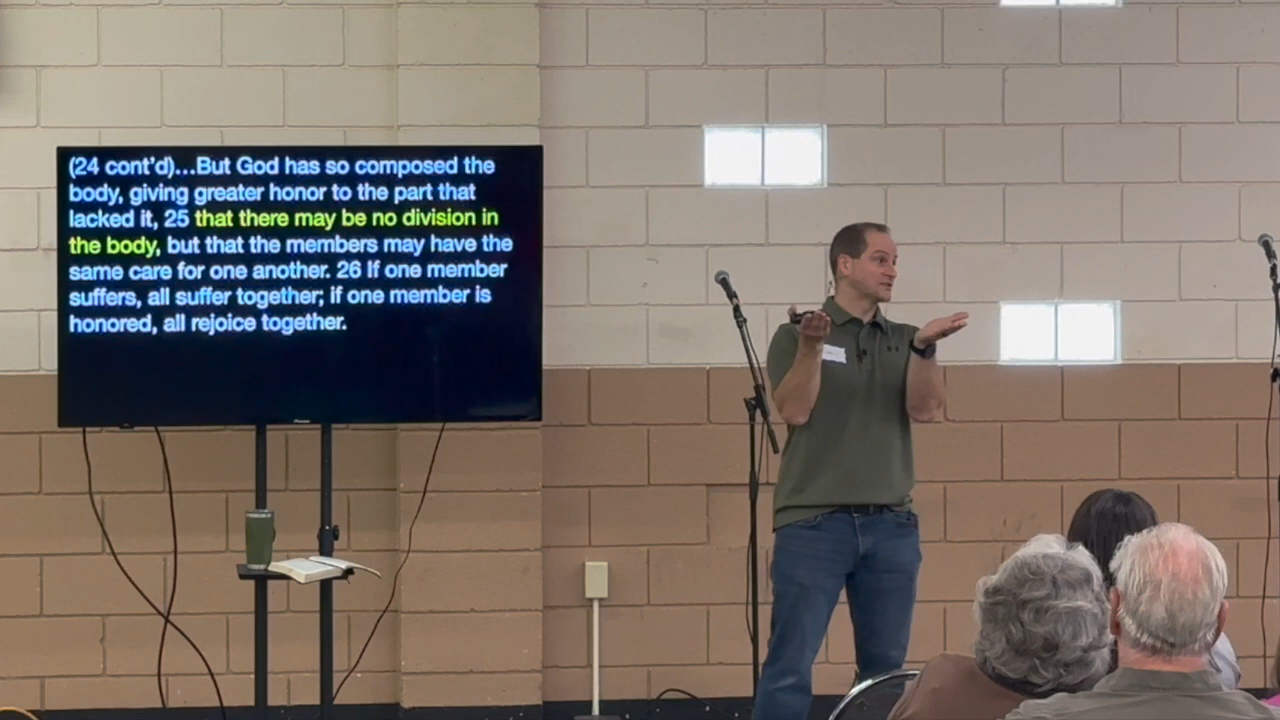 (24 cont’d)...But God has so composed the
body, giving greater honor to the part that
lacked it, 25 that there may be no division in
the body, but that the members may have the
same care for one another. 26 If one member
suffers, all suffer together; if one member is
honored, all rejoice together.
Pioneer